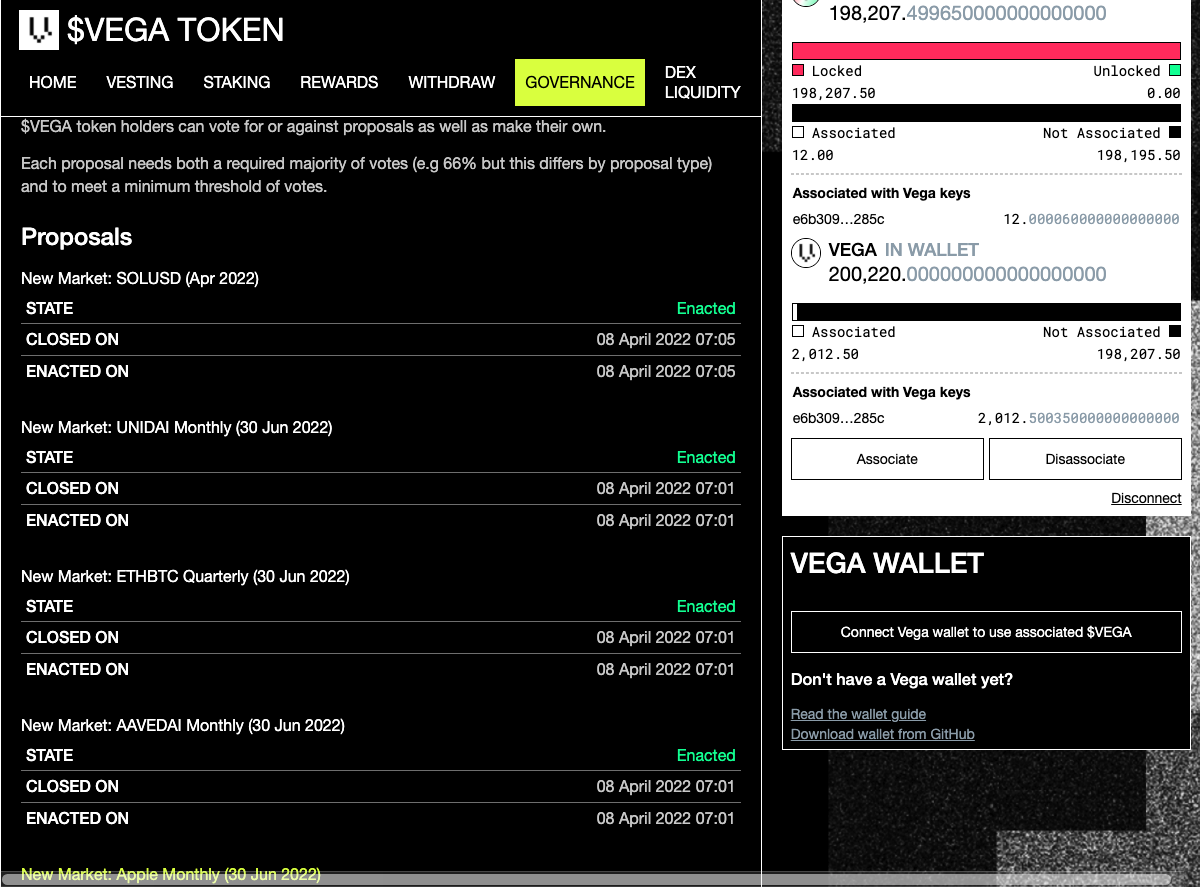 $VEGA TOKEN
HOME VESTING STAKING REWARDS WITHDRAW GOVERNANCE DEX LIQUIDITY
$VEGA token holders can vote for or against proposals as well as make their own.
Each proposal needs both a required majority of votes (e.g 66% but this differs by proposal type)
and to meet a minimum threshold of votes.
Proposals
New Market: SOLUSD (Apr 2022)
STATE Enacted
CLOSED ON 08 April 2022 07:05
ENACTED ON 08 April 2022 07:05
New Market: UNIDAI Monthly (30 Jun 2022)
STATE Enacted
CLOSED ON 08 April 2022 07:01
ENACTED ON 08 April 2022 07:01
New Market: ETHBTC Quarterly (30 Jun 2022)
STATE Enacted
CLOSED ON 08 April 2022 07:01
ENACTED ON 08 April 2022 07:01
New Market: AAVEDAI Monthly (30 Jun 2022)
STATE Enacted
CLOSED ON 08 April 2022 07:01
ENACTED ON 08 April 2022 07:01
New Market: Apple Monthly (30 Jun 2022)
198,207.499650000000000000
Locked Unlocked
198,207.50 0.00
Associated Not Associated
12.00 198,195.50
Associated with Vega keys
e6b309...285c 12.000060000000000000
VEGA IN WALLET
200,220.000000000000000000
Associated Not Associated
2,012.50 198,207.50
Associated with Vega keys
e6b309...285c 2,012.500350000000000000
Associate Disassociate
Disconnect
VEGA WALLET
Connect Vega wallet to use associated $VEGA
Don't have a Vega wallet yet?
Read the wallet guide
Download wallet from GitHub